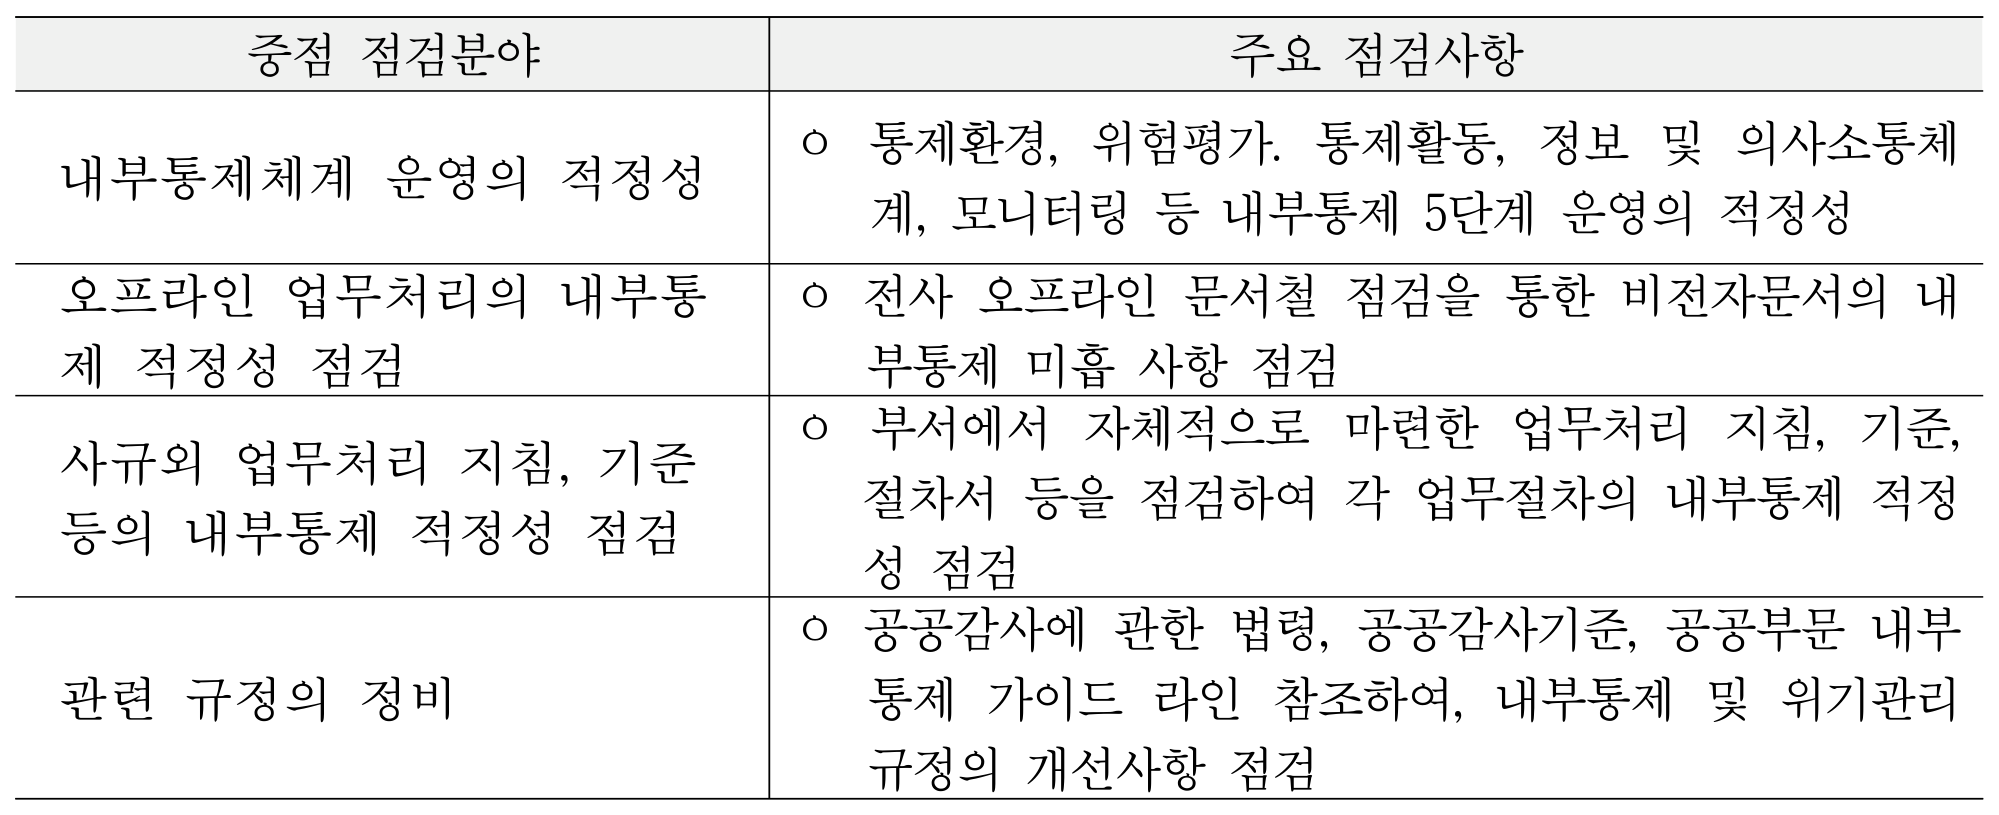 중점 점검분야
주요 점검사항
내부통제체계 운영의 적정성
ㅇ 통제환경, 위험평가. 통제활동, 정보 및 의사소통체
계, 모니터링 등 내부통제 5단계 운영의 적정성
오프라인 업무처리의 내부통
제 적정성 점검
ㅇ 전사 오프라인 문서철 점검을 통한 비전자문서의 내
부통제 미흡 사항 점검
사규외 업무처리 지침, 기준
등의 내부통제 적정성 점검
ㅇ 부서에서 자체적으로 마련한 업무처리 지침, 기준,
절차서 등을 점검하여 각 업무절차의 내부통제 적정
성 점검
관련 규정의 정비
ㅇ 공공감사에 관한 법령, 공공감사기준, 공공부문 내부
통제 가이드 라인 참조하여, 내부통제 및 위기관리
규정의 개선사항 점검